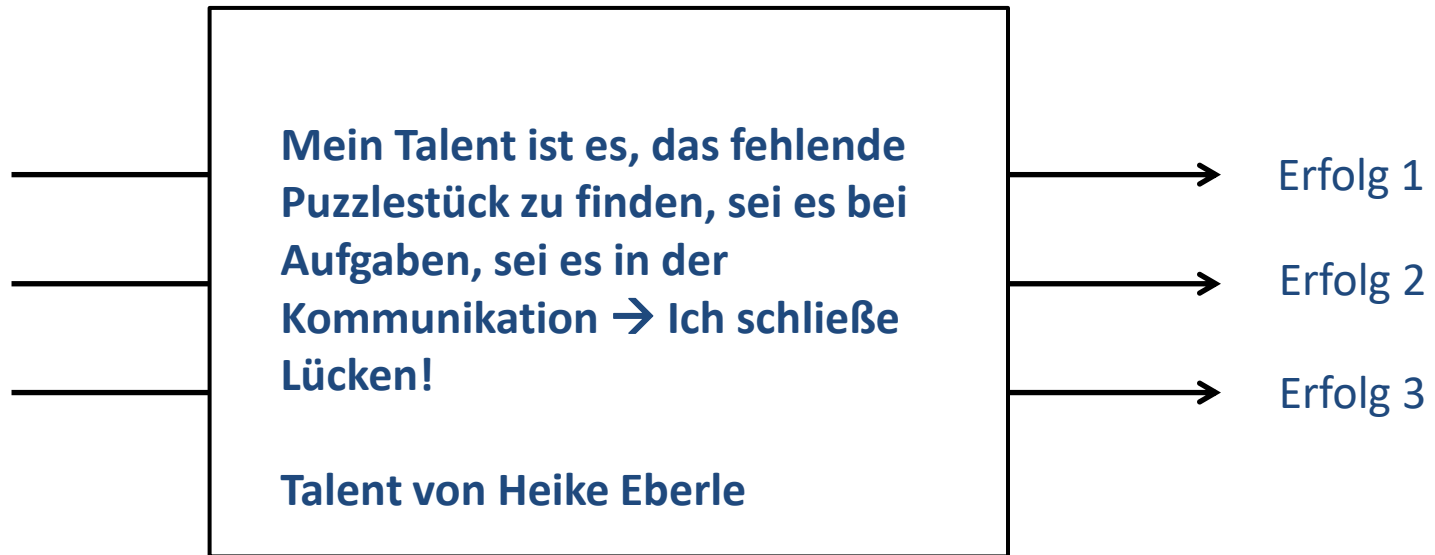 Mein Talent ist es, das fehlende
Puzzlestück zu finden, sei es bei
Aufgaben, sei es in der
Kommunikation → Ich schließe
Lücken!
Talent von Heike Eberle
Erfolg 1
Erfolg 2
Erfolg 3